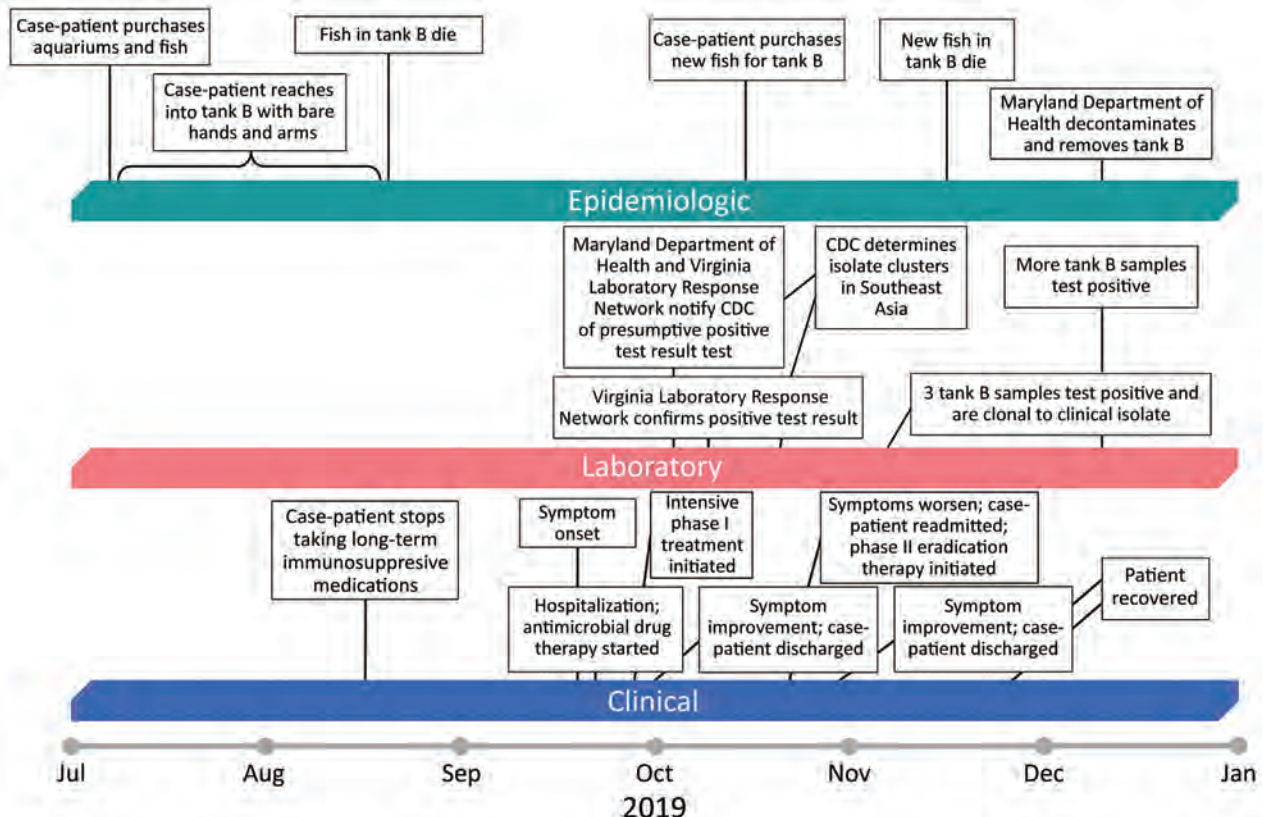 Case-patient purchases
aquariums and fish
Fish in tank B die
Case-patient reaches
into tank B with bare
hands and arms
Case-patient purchases
new fish for tank B
New fish in
tank B die
Maryland Department of
Health decontaminates
and removes tank B
Epidemiologic
Maryland Department of
Health and Virginia
Laboratory Response
Network notify CDC
of presumptive positive
test result test
CDC determines
isolate clusters
in Southeast
Asia
More tank B samples
test positive
Virginia Laboratory Response
Network confirms positive test result
3 tank B samples test positive and
are clonal to clinical isolate
Laboratory
Case-patient stops
taking long-term
immunosuppresive
medications
Symptom
onset
Intensive
phase I
treatment
initiated
Symptoms worsen; case-
patient readmitted;
phase II eradication
therapy initiated
Hospitalization;
antimicrobial drug
therapy started
Symptom
improvement; case-
patient discharged
Symptom
improvement; case-
patient discharged
Patient
recovered
Clinical
Jul Aug Sep Oct Nov Dec Jan
2019